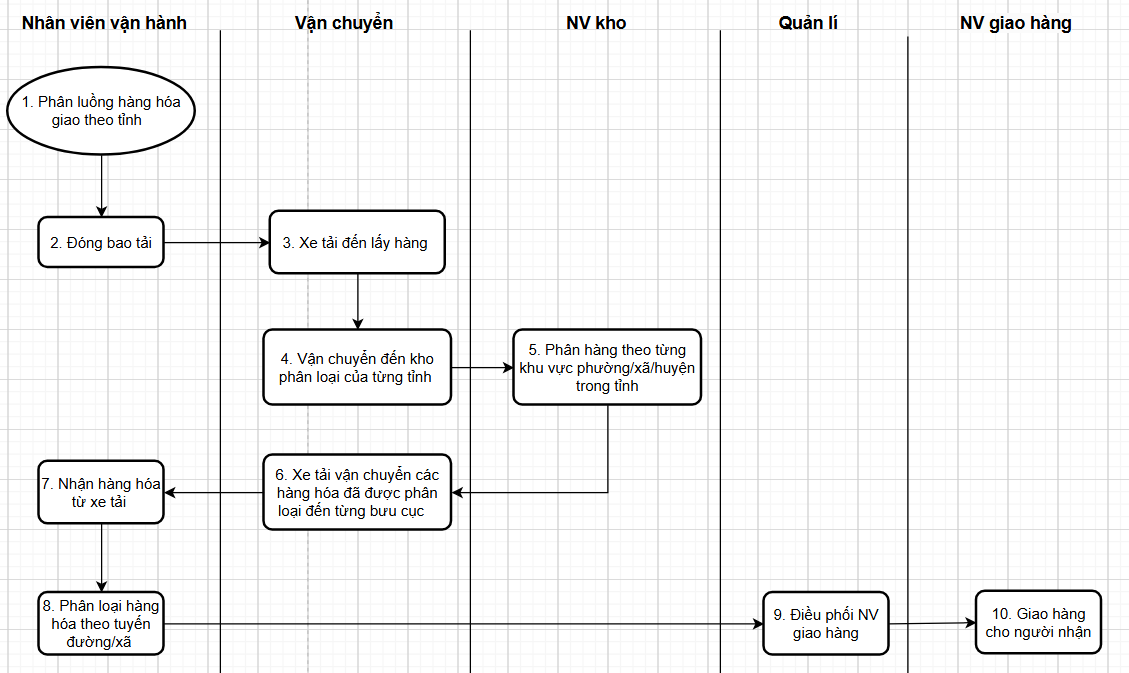 Nhân viên vận hành
Vận chuyển
NV kho
Quản lí
NV giao hàng
1. Phân luồng hàng hóa
giao theo tỉnh
2. Đóng bao tải
3. Xe tải đến lấy hàng
4. Vận chuyển đến kho
phân loại của từng tỉnh
5. Phân hàng theo từng
khu vực phường/xã/huyện
trong tỉnh
6. Xe tải vận chuyển các
hàng hóa đã được phân
loại đến từng bưu cục
7. Nhận hàng hóa
từ xe tải
8. Phân loại hàng
hóa theo tuyến
đường/xã
9. Điều phối NV
giao hàng
10. Giao hàng
cho người nhận